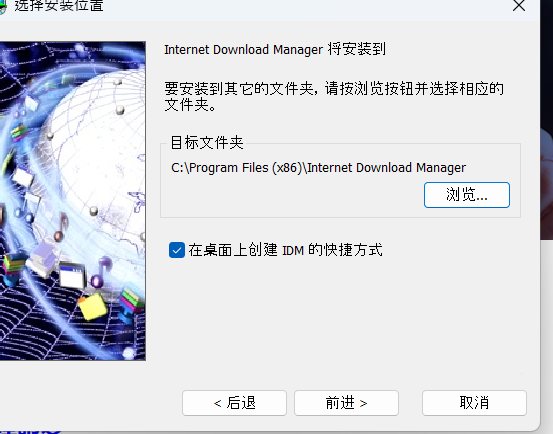 选择安装位置
Internet Download Manager 将安装到
要安装到其它的文件夹, 请按浏览按钮并选择相应的
文件夹。
目标文件夹
C:\Program Files (x86)\Internet Download Manager
浏览...
在桌面上创建 IDM 的快捷方式
< 后退
前进 >
取消